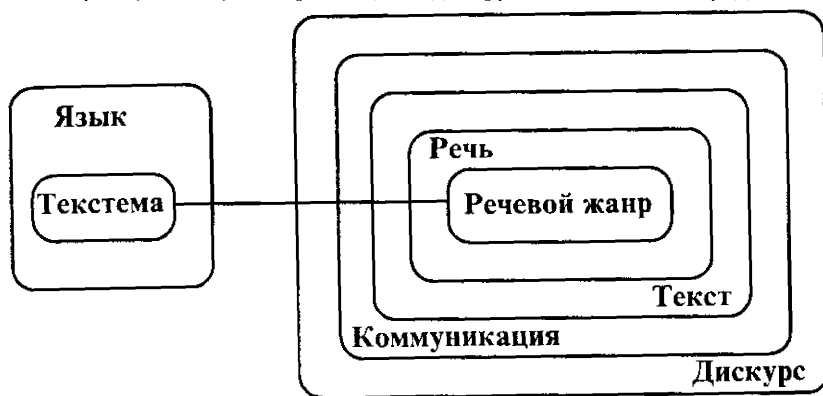 Язык
Речь
Текстема
Речевой жанр
Текст
Коммуникация
Дискурс